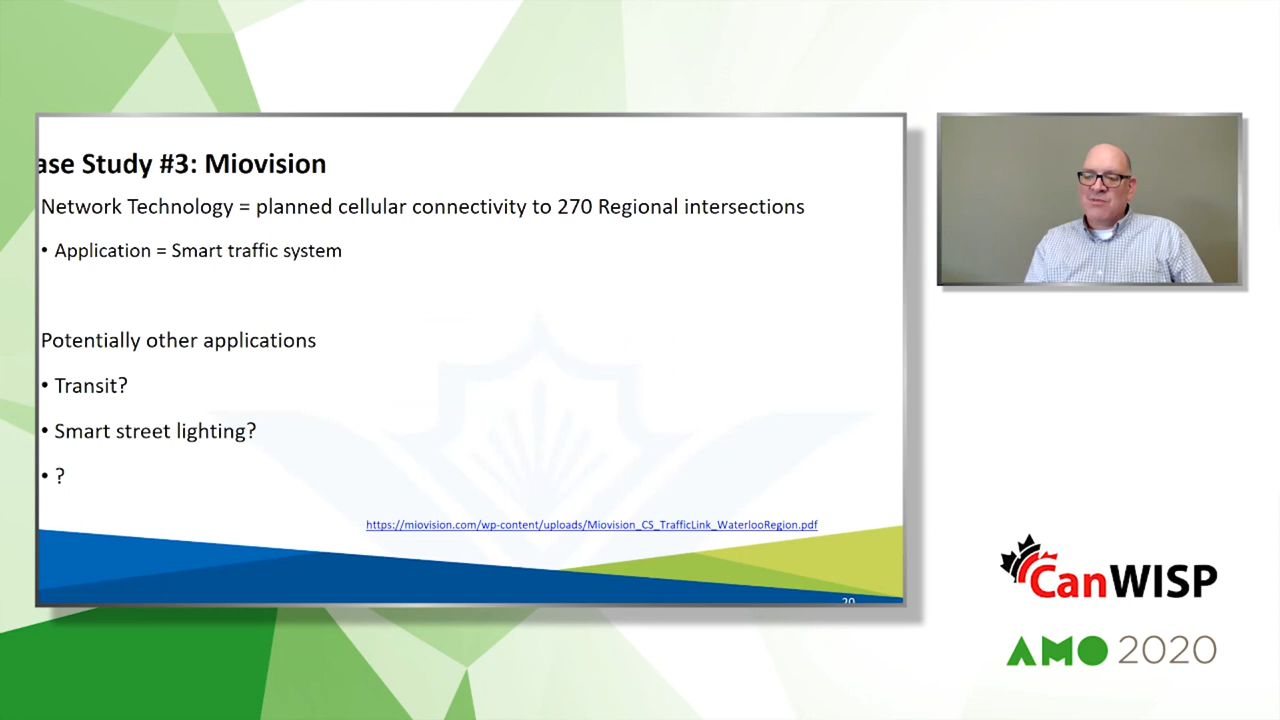 ase Study #3: Miovision
Network Technology = planned cellular connectivity to 270 Regional intersections
• Application = Smart traffic system
Potentially other applications
• Transit?
• Smart street lighting?
• ?
https://miovision.com/wp-content/uploads/Miovision_CS_TrafficLink_WaterlooRegion.pdf
20
CanWISP
AMO 2020